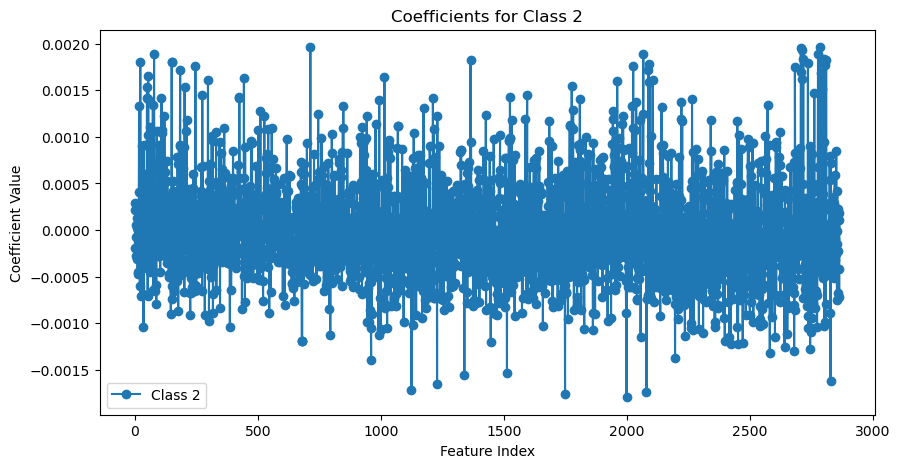 Coefficients for Class 2
0.0020
0.0015
0.0010
0.0005
0.0000
−0.0005
−0.0010
−0.0015
Coefficient Value
Class 2
0 500 1000 1500 2000 2500 3000
Feature Index